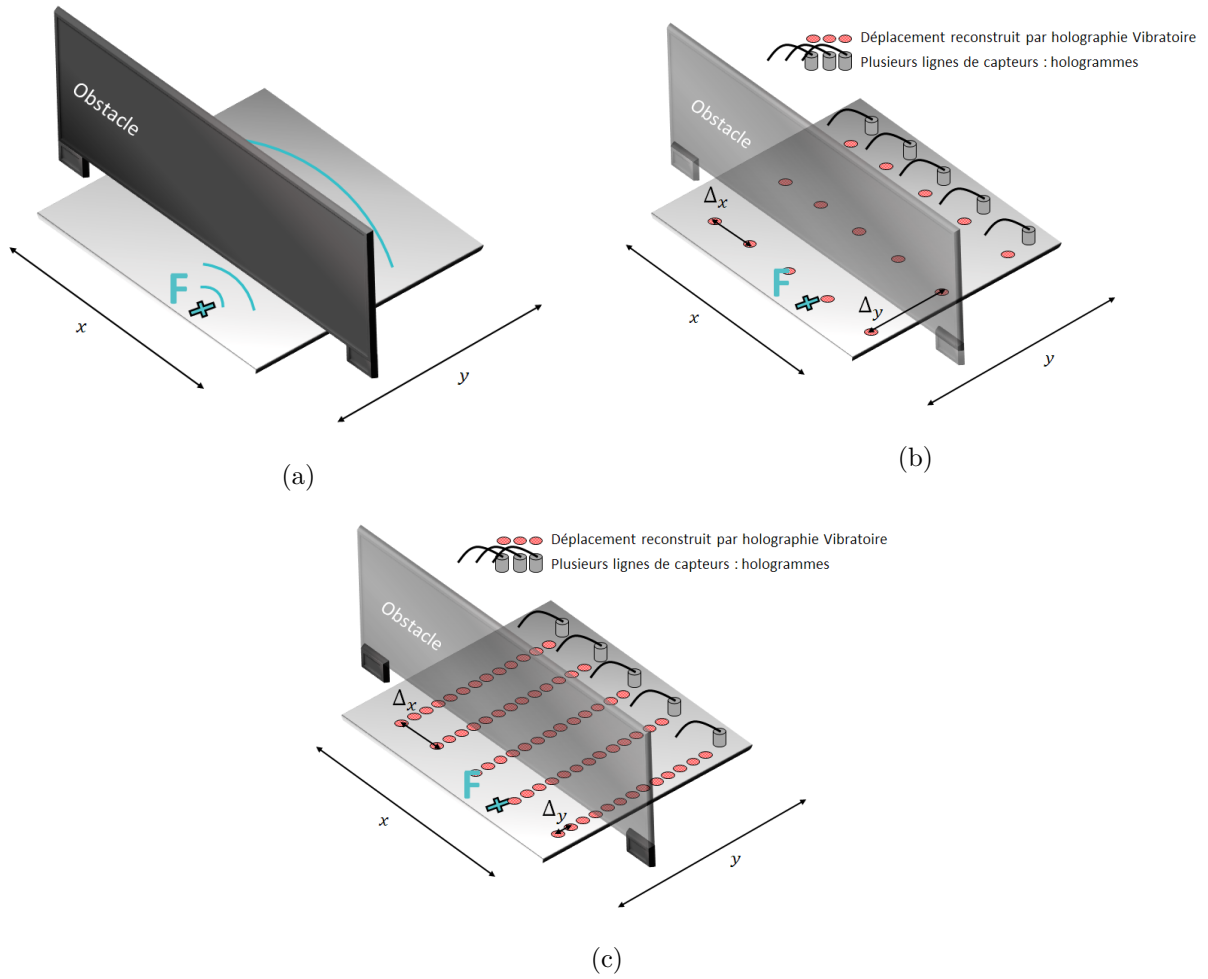 Obstacle
F
x
y
(a)
Déplacement reconstruit par holographie Vibratoire
Plusieurs lignes de capteurs : hologrammes
Obstacle
Δx
F
Δy
x
y
(b)
Déplacement reconstruit par holographie Vibratoire
Plusieurs lignes de capteurs : hologrammes
Obstacle
Δx
F
Δy
x
y
(c)